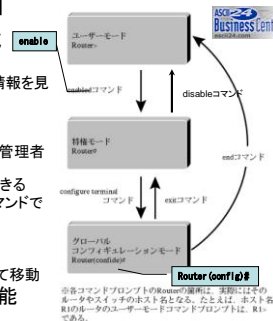 ASCII 24
Business Cent
ascii24.com
enable
ユーザーモード
Router>
情報を見
enabledコマンド
disableコマンド
管理者
特権モード
Router#
endコマンド
きる
マンドで
configure terminal
コマンド
exitコマンド
グローバル
コンフィギュレーションモード
Router(confide)#
て移動
能
Router(config)#
※各コマンドプロンプトのRouterの箇所は、実際にはその
ルータやスイッチのホスト名となる。たとえば、ホスト名
R1のルータのユーザーモードコマンドプロンプトは、R1>
である。